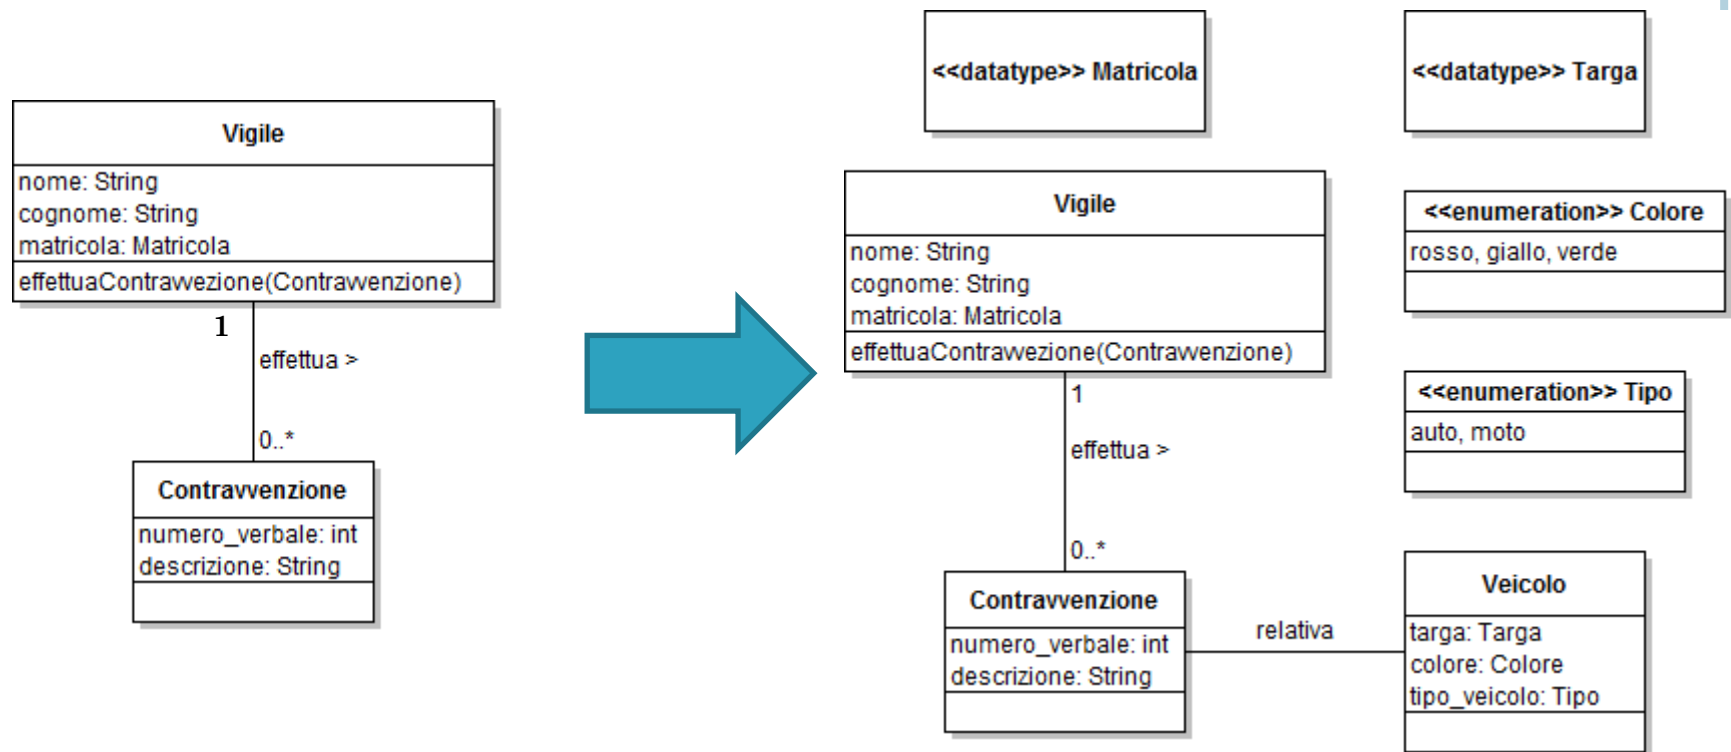 Vigile
nome: String
cognome: String
matricola: Matricola
effettuaContravvezione(Contravvenzione)
1
effettua >
0..*
Contravvenzione
numero_verbale: int
descrizione: String
<<datatype>> Matricola
<<datatype>> Targa
Vigile
nome: String
cognome: String
matricola: Matricola
effettuaContravvezione(Contravvenzione)
1
effettua >
0..*
Contravvenzione
numero_verbale: int
descrizione: String
relativa
<<enumeration>> Colore
rosso, giallo, verde
<<enumeration>> Tipo
auto, moto
Veicolo
targa: Targa
colore: Colore
tipo_veicolo: Tipo